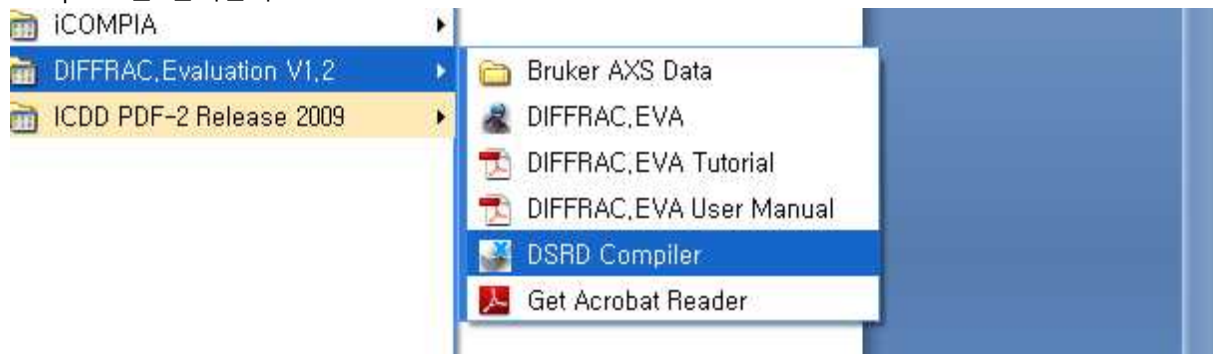 iCOMPIA
DIFFRAC.Evaluation V1.2
ICDD PDF-2 Release 2009
Bruker AXS Data
DIFFRAC.EVA
DIFFRAC.EVA Tutorial
DIFFRAC.EVA User Manual
DSRD Compiler
Get Acrobat Reader